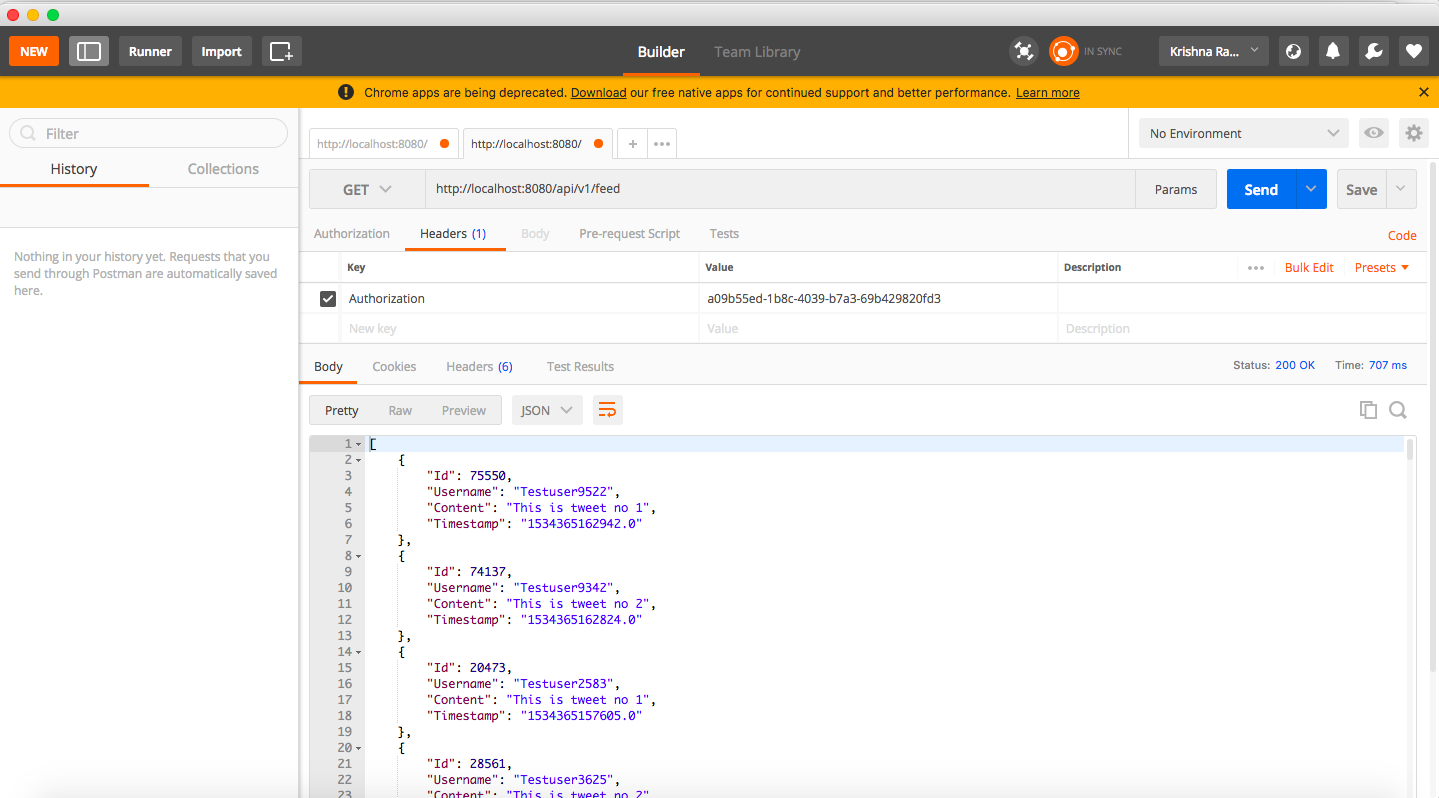 NEW Runner Import Builder Team Library IN SYNC Krishna Ra...
Chrome apps are being deprecated. Download our free native apps for continued support and better performance. Learn more
Filter
History Collections
Nothing in your history yet. Requests that you
send through Postman are automatically saved
here.
http://localhost:8080/ http://localhost:8080/ + ••• No Environment
GET http://localhost:8080/api/v1/feed Params Send Save
Authorization Headers (1) Body Pre-request Script Tests Code
Key Value Description ••• Bulk Edit Presets
Authorization a09b55ed-1b8c-4039-b7a3-69b429820fd3
New key Value Description
Body Cookies Headers (6) Test Results Status: 200 OK Time: 707 ms
Pretty Raw Preview JSON
1 [
2 {
3 "Id": 75550,
4 "Username": "Testuser9522",
5 "Content": "This is tweet no 1",
6 "Timestamp": "1534365162942.0"
7 },
8 {
9 "Id": 74137,
10 "Username": "Testuser9342",
11 "Content": "This is tweet no 2",
12 "Timestamp": "1534365162824.0"
13 },
14 {
15 "Id": 20473,
16 "Username": "Testuser2583",
17 "Content": "This is tweet no 1",
18 "Timestamp": "1534365157605.0"
19 },
20 {
21 "Id": 28561,
22 "Username": "Testuser3625",
23 "Content": "This is tweet no 2",